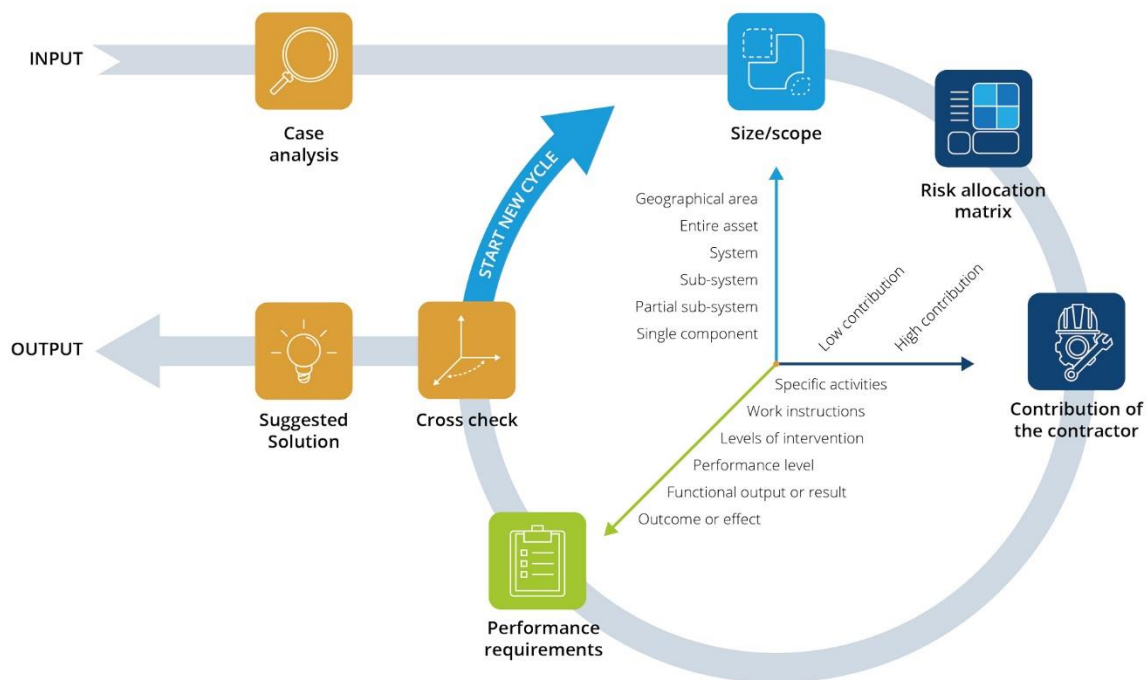 INPUT
Case
analysis
Size/scope
Risk allocation
matrix
START NEW CYCLE
Geographical area
Entire asset
System
Sub-system
Partial sub-system
Single component
Low contribution
High contribution
OUTPUT
Suggested
Solution
Cross check
Specific activities
Work instructions
Levels of intervention
Performance level
Functional output or result
Outcome or effect
Contribution of
the contractor
Performance
requirements